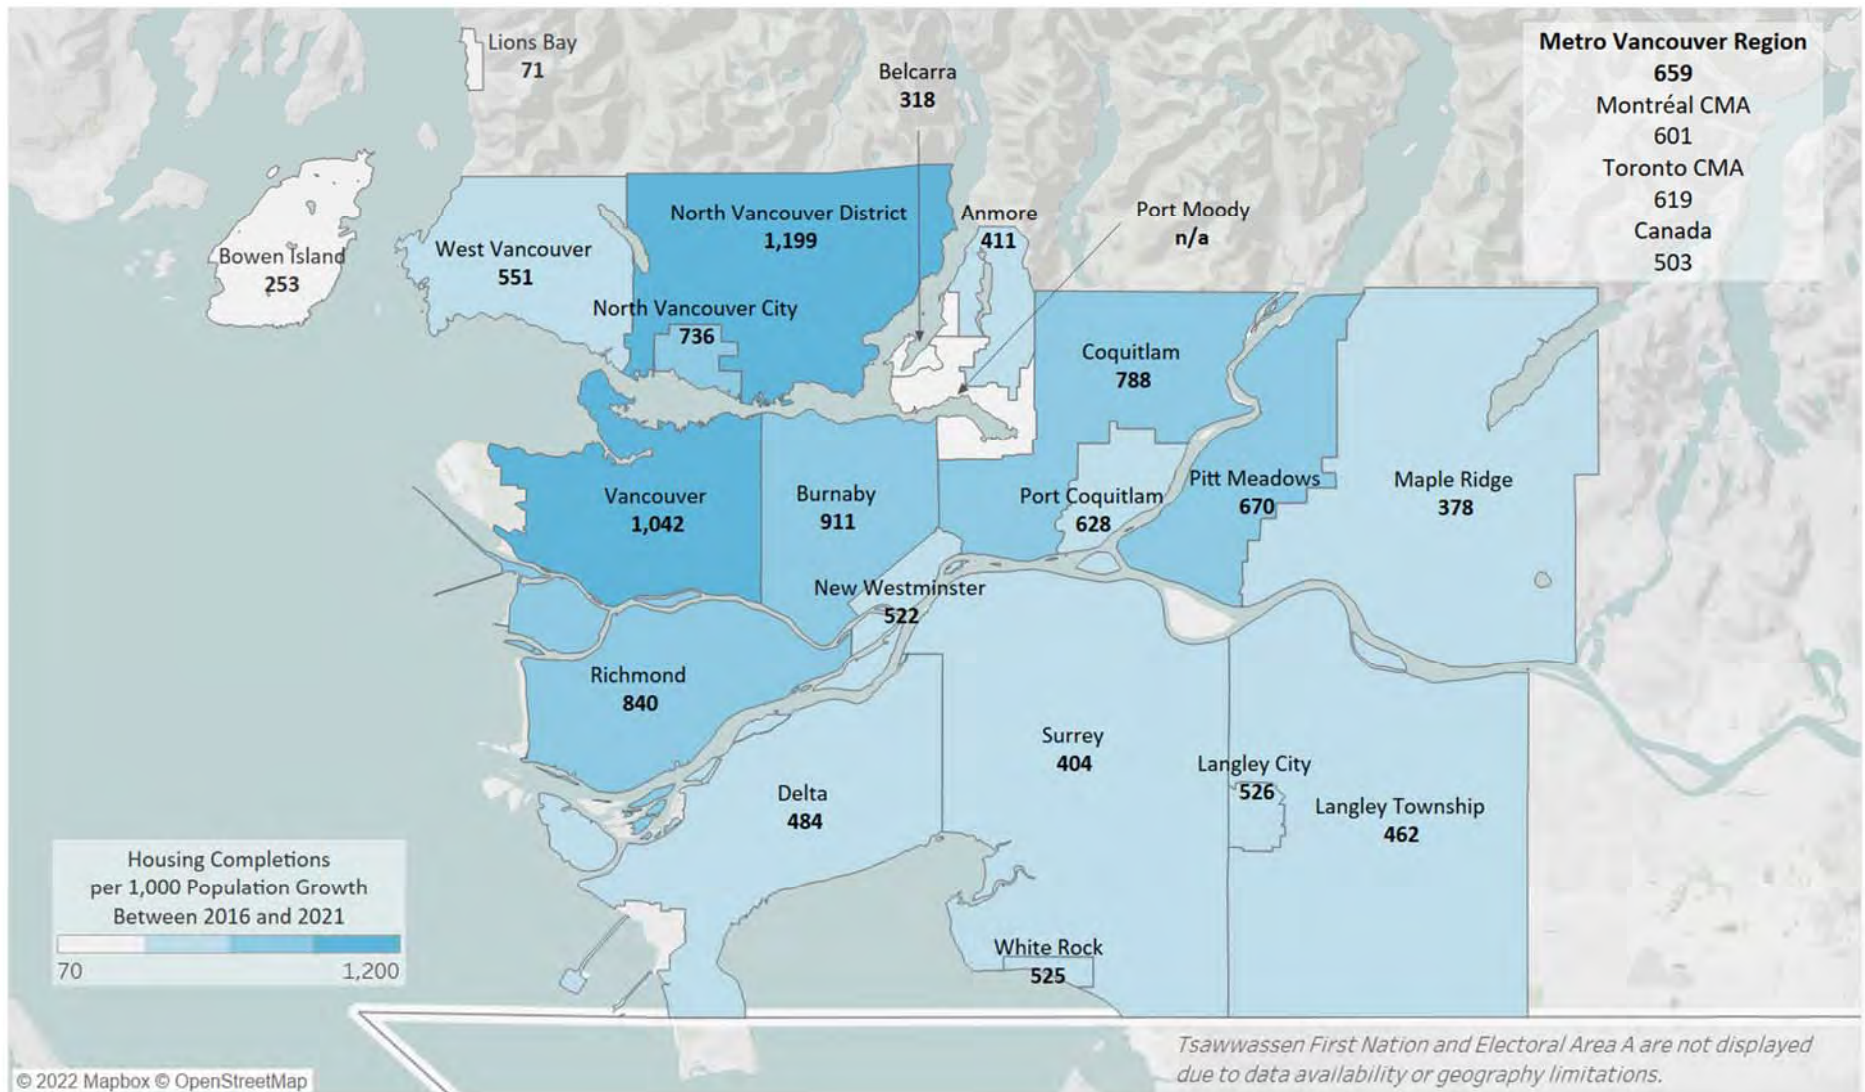 Lions Bay
71
Belcarra
318
Metro Vancouver Region
659
Montréal CMA
601
Toronto CMA
619
Canada
503
Bowen Island
253
West Vancouver
551
North Vancouver District
1,199
Anmore
411
Port Moody
n/a
North Vancouver City
736
Coquitlam
788
Vancouver
1,042
Burnaby
911
Port Coquitlam
628
Pitt Meadows
670
Maple Ridge
378
New Westminster
522
Richmond
840
Surrey
404
Langley City
526
Delta
484
Langley Township
462
White Rock
525
Housing Completions
per 1,000 Population Growth
Between 2016 and 2021
70
1,200
Tsawwassen First Nation and Electoral Area A are not displayed
due to data availability or geography limitations.
© 2022 Mapbox © OpenStreetMap